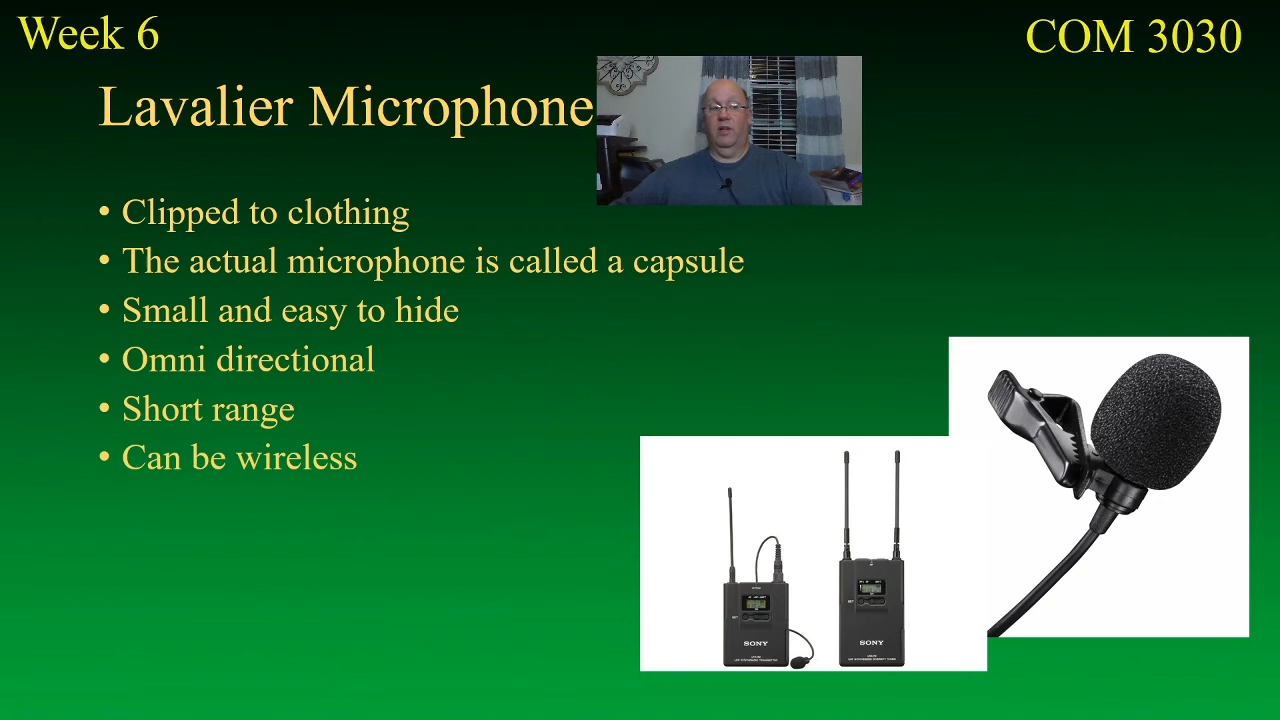 Week 6
COM 3030
Lavalier Microphone
• Clipped to clothing
• The actual microphone is called a capsule
• Small and easy to hide
• Omni directional
• Short range
• Can be wireless
SONY
SONY